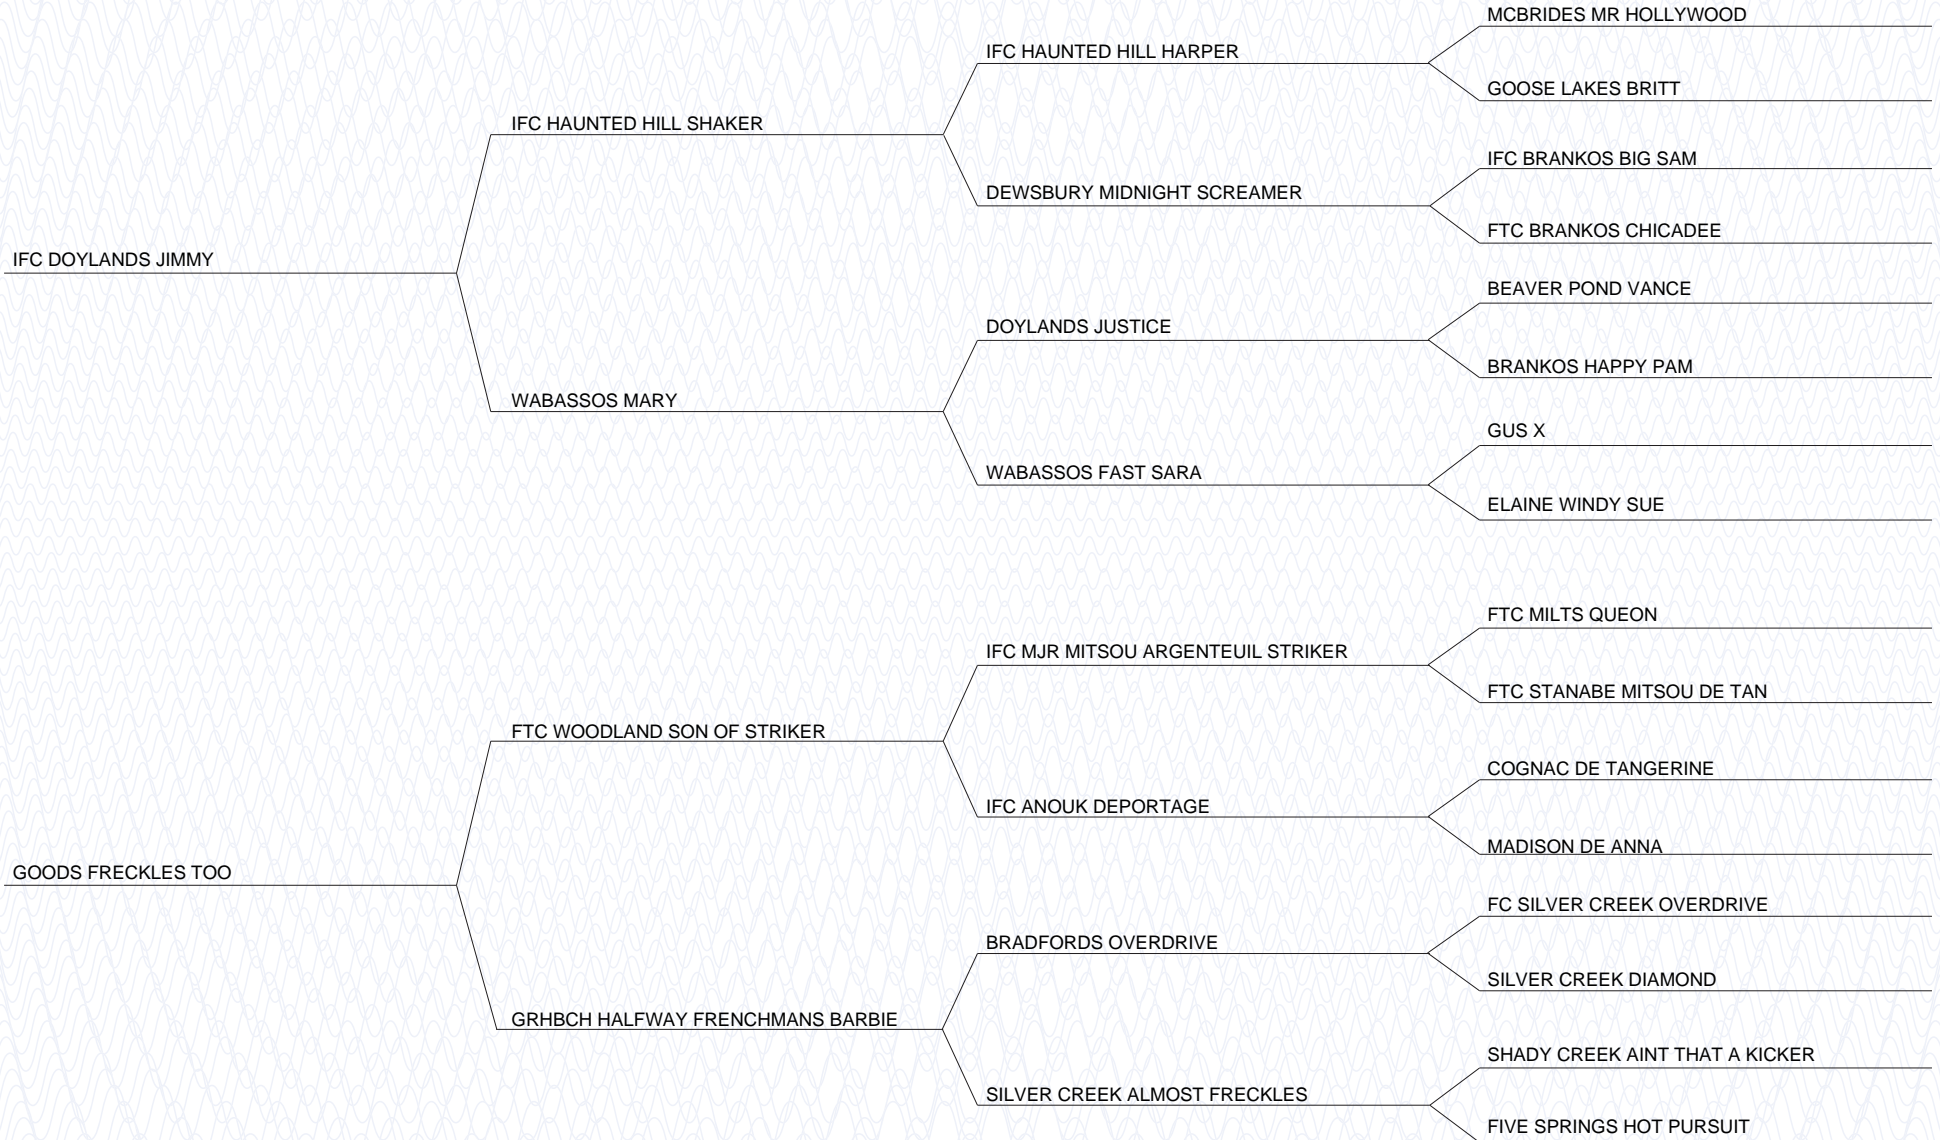 MCBRIDES MR HOLLYWOOD
IFC HAUNTED HILL HARPER
GOOSE LAKES BRITT
IFC HAUNTED HILL SHAKER
IFC BRANKOS BIG SAM
DEWSBURY MIDNIGHT SCREAMER
FTC BRANKOS CHICADEE
IFC DOYLANDS JIMMY
BEAVER POND VANCE
DOYLANDS JUSTICE
BRANKOS HAPPY PAM
WABASSOS MARY
GUS X
WABASSOS FAST SARA
ELAINE WINDY SUE
FTC MILTS QUEON
IFC MJR MITSOU ARGENTEUIL STRIKER
FTC STANABE MITSOU DE TAN
FTC WOODLAND SON OF STRIKER
COGNAC DE TANGERINE
IFC ANOUK DEPORTAGE
MADISON DE ANNA
GOODS FRECKLES TOO
FC SILVER CREEK OVERDRIVE
BRADFORDS OVERDRIVE
SILVER CREEK DIAMOND
GRHBCH HALFWAY FRENCHMANS BARBIE
SHADY CREEK AINT THAT A KICKER
SILVER CREEK ALMOST FRECKLES
FIVE SPRINGS HOT PURSUIT